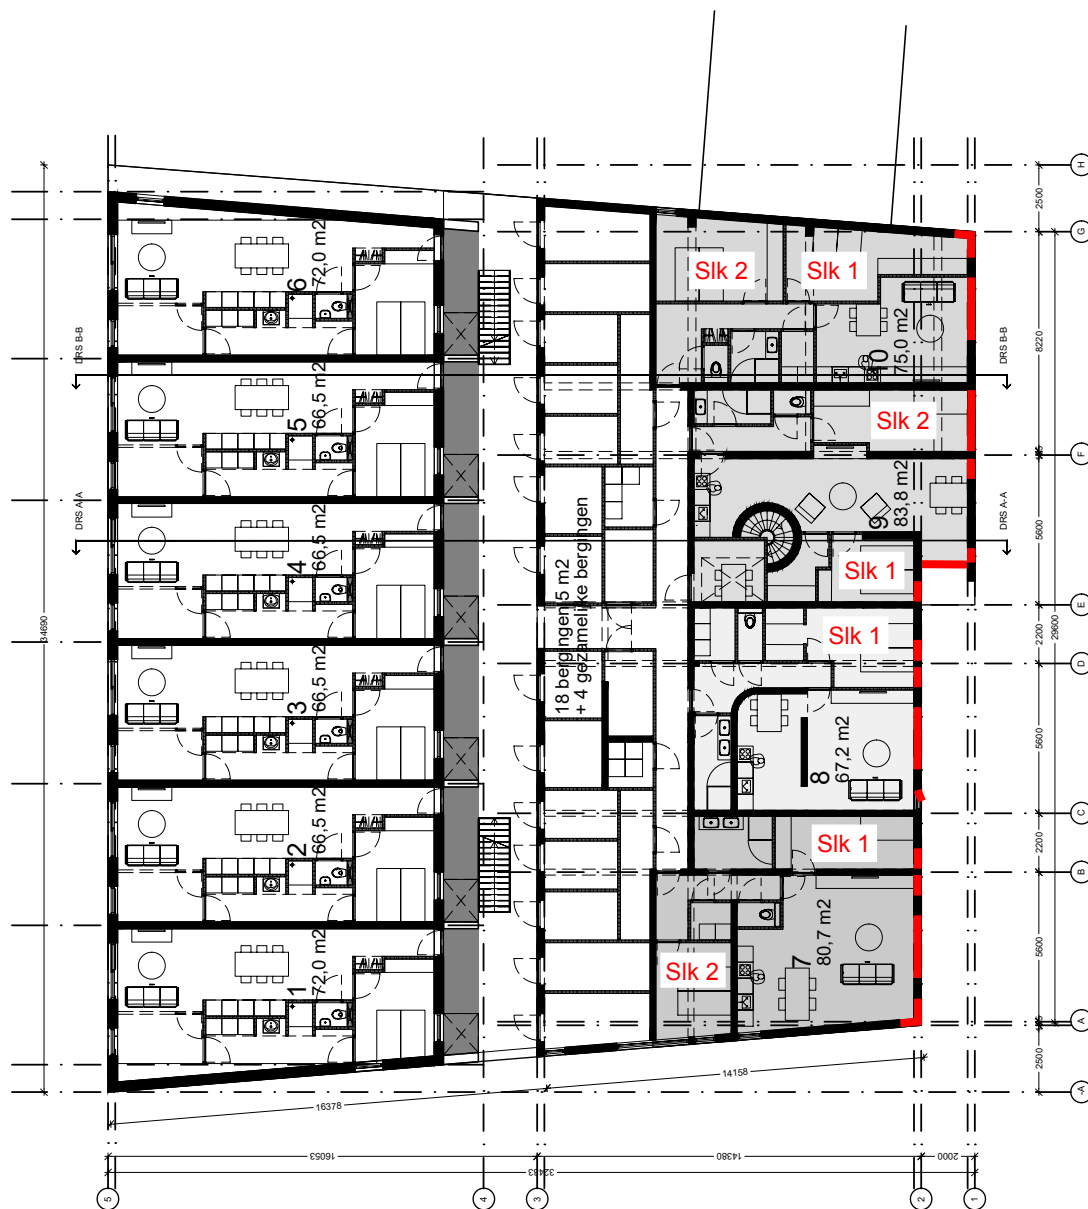 H
2500
G
Slk 2
Slk 1
6
72,0 m2
10
75,0 m2
DRS B-B
DRS B-B
8220
5
66,5 m2
Slk 2
F
34690
DRS A-A
DRS A-A
4
66,5 m2
18 bergingen 5 m2
+ 4 gezamelijke bergingen
9
83,8 m2
5600
Slk 1
E
2200
29600
Slk 1
D
3
66,5 m2
8
67,2 m2
5600
C
2
66,5 m2
Slk 1
2200
B
1
72,0 m2
Slk 2
7
80,7 m2
5600
A
2500
-A
14158
16378
16053
14380
2000
32433
5
4
3
2
1